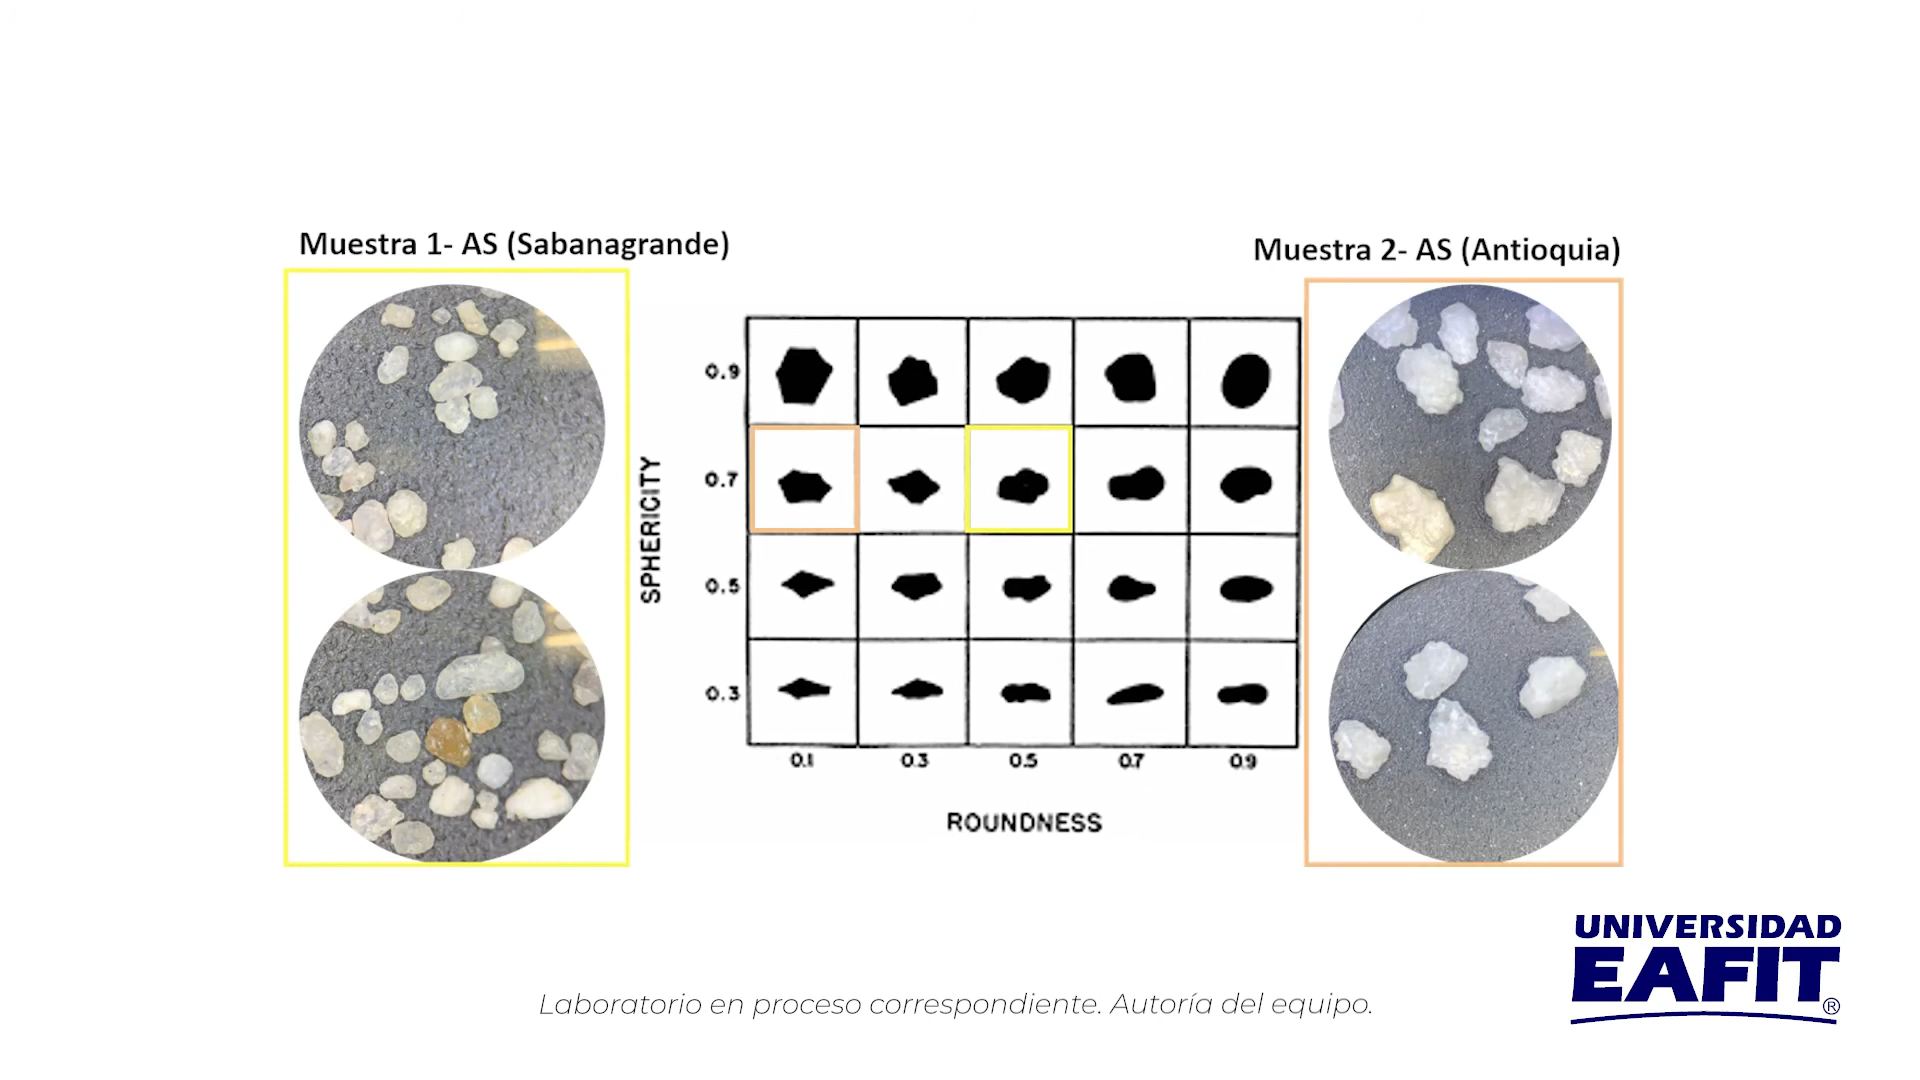 Muestra 1- AS (Sabanagrande)
Muestra 2- AS (Antioquia)
SPHERICITY
0.9
0.7
0.5
0.3
0.1 0.3 0.5 0.7 0.9
ROUNDNESS
UNIVERSIDAD
EAFIT®
Laboratorio en proceso correspondiente. Autoría del equipo.